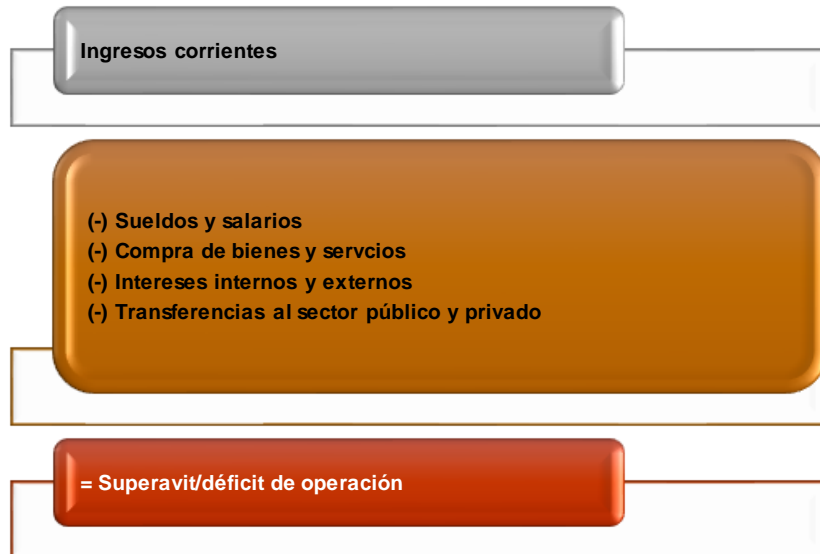 Ingresos corrientes
(-) Sueldos y salarios
(-) Compra de bienes y servcios
(-) Intereses internos y externos
(-) Transferencias al sector público y privado
= Superavit/déficit de operación